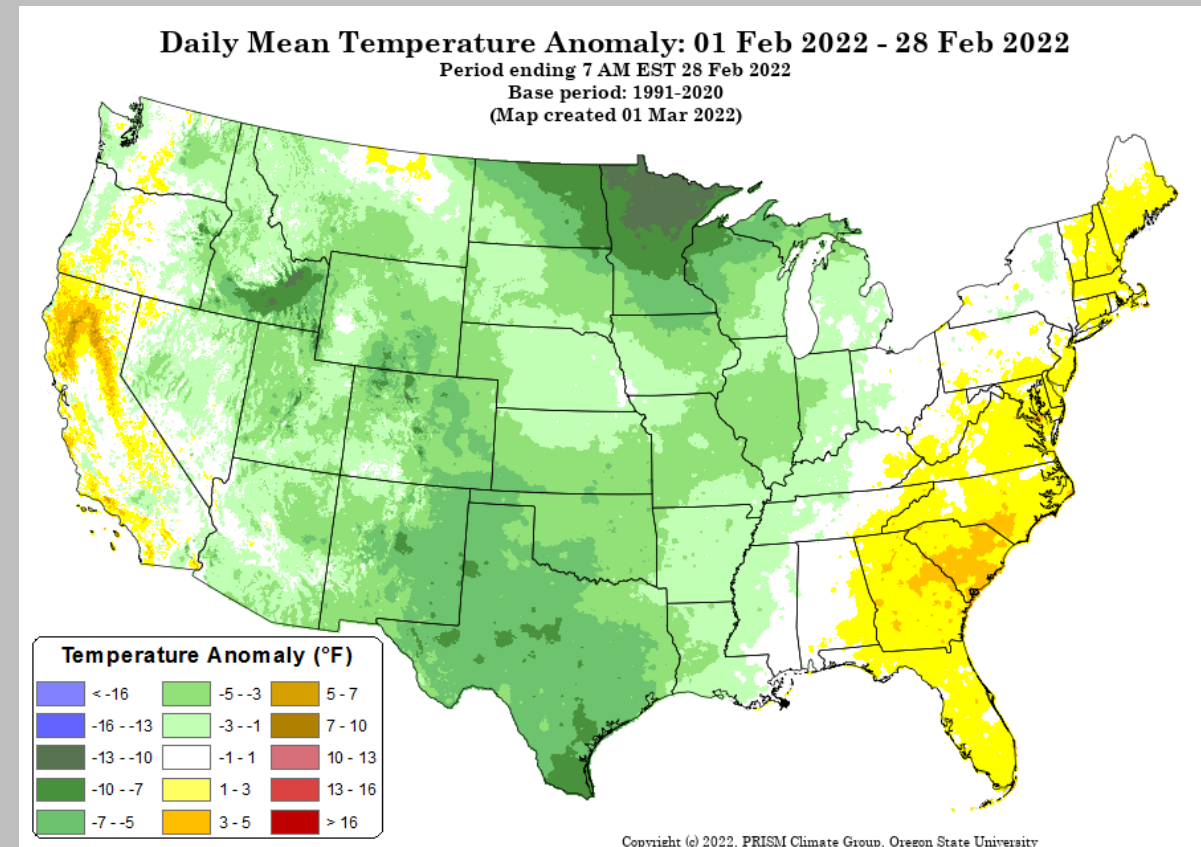 Daily Mean Temperature Anomaly: 01 Feb 2022 - 28 Feb 2022
Period ending 7 AM EST 28 Feb 2022
Base period: 1991-2020
(Map created 01 Mar 2022)
Temperature Anomaly (°F)
< -16 -5 - -3 5 - 7
-16 - -13 -3 - -1 7 - 10
-13 - -10 -1 - 1 10 - 13
-10 - -7 1 - 3 13 - 16
-7 - -5 3 - 5 > 16
Copyright (c) 2022, PRISM Climate Group, Oregon State University